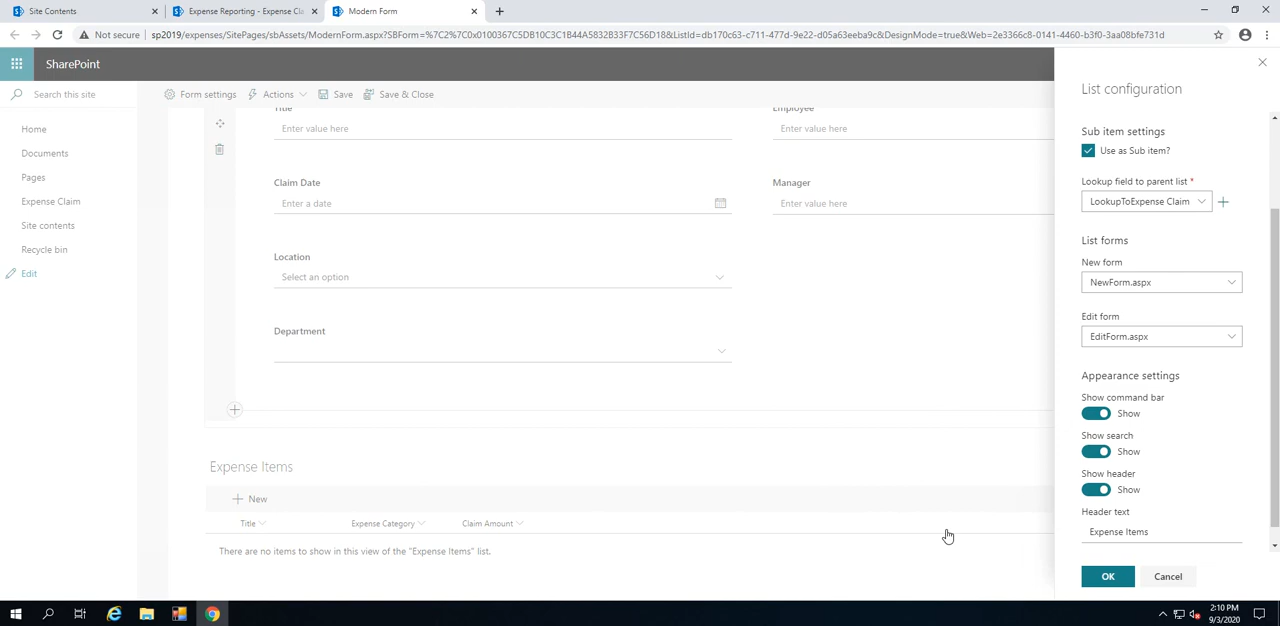 Site Contents
Expense Reporting - Expense Cla
Modern Form
Not secure | sp2019/expenses/SitePages/sbAssets/ModernForm.aspx?SBForm=%7C2%7C0x0100367C5DB10C3C1B44A5832B33F7C56D18&ListId=db170c63-c711-477d-9e22-d05a63eeba9c&DesignMode=true&Web=2e3366c8-0141-4460-b3f0-3aa08bfe731d
SharePoint
Search this site
Form settings
Actions
Save
Save & Close
Home
Documents
Pages
Expense Claim
Site contents
Recycle bin
Edit
Title
Enter value here
Employee
Enter value here
Claim Date
Enter a date
Manager
Enter value here
Location
Select an option
Department
Expense Items
New
Title
Expense Category
Claim Amount
There are no items to show in this view of the "Expense Items" list.
List configuration
Sub item settings
Use as Sub item?
Lookup field to parent list *
LookupToExpense Claim
List forms
New form
NewForm.aspx
Edit form
EditForm.aspx
Appearance settings
Show command bar
Show
Show search
Show
Show header
Show
Header text
Expense Items
OK
Cancel
2:10 PM
9/3/2020